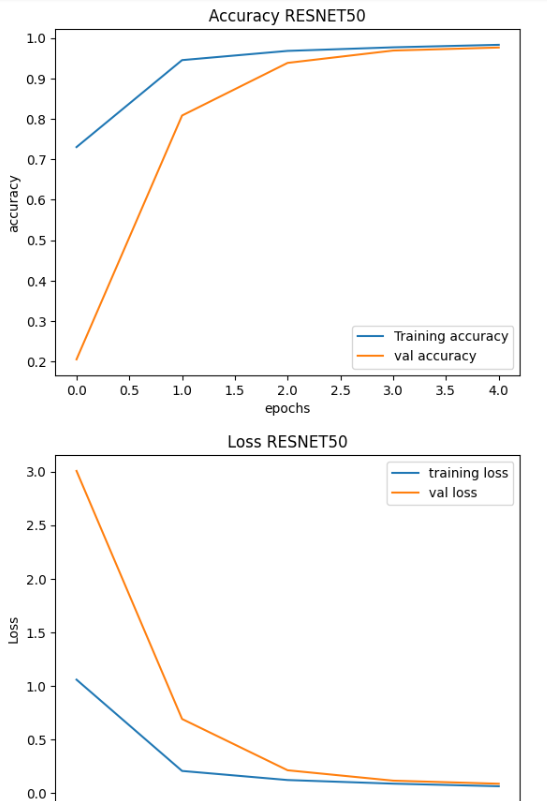 Accuracy RESNET50
1.0
0.9
0.8
0.7
0.6
0.5
0.4
0.3
0.2
accuracy
Training accuracy
val accuracy
0.0 0.5 1.0 1.5 2.0 2.5 3.0 3.5 4.0
epochs
Loss RESNET50
3.0
2.5
2.0
1.5
1.0
0.5
0.0
Loss
training loss
val loss